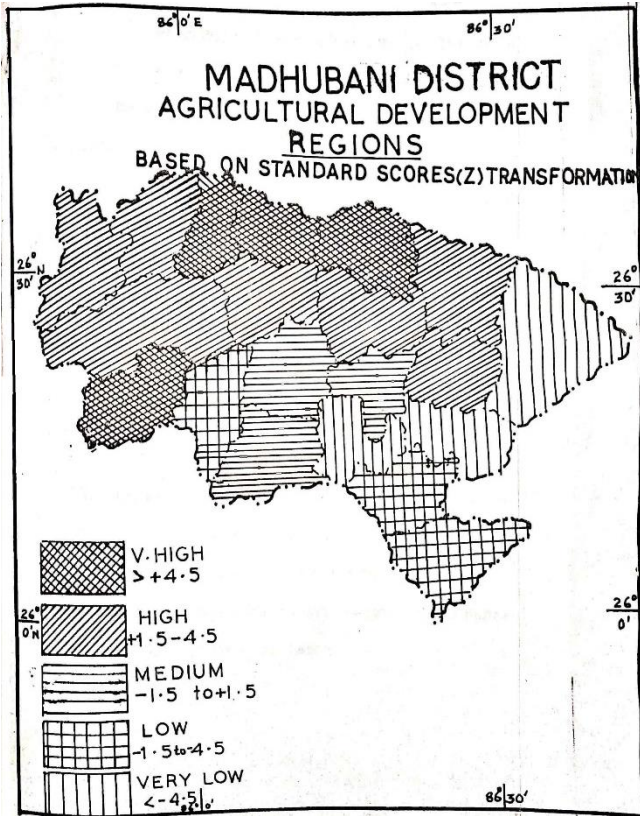 86° 0' E
86° 30'
MADHUBANI DISTRICT
AGRICULTURAL DEVELOPMENT
REGIONS
BASED ON STANDARD SCORES(Z)TRANSFORMATION
26° N
30'
26°
30'
V.HIGH
>+4.5
HIGH
+1.5-4.5
MEDIUM
-1.5 to+1.5
LOW
-1.5to-4.5
VERY LOW
<-4.5
26°
0'N
26°
0'
86° 0'
86° 30'